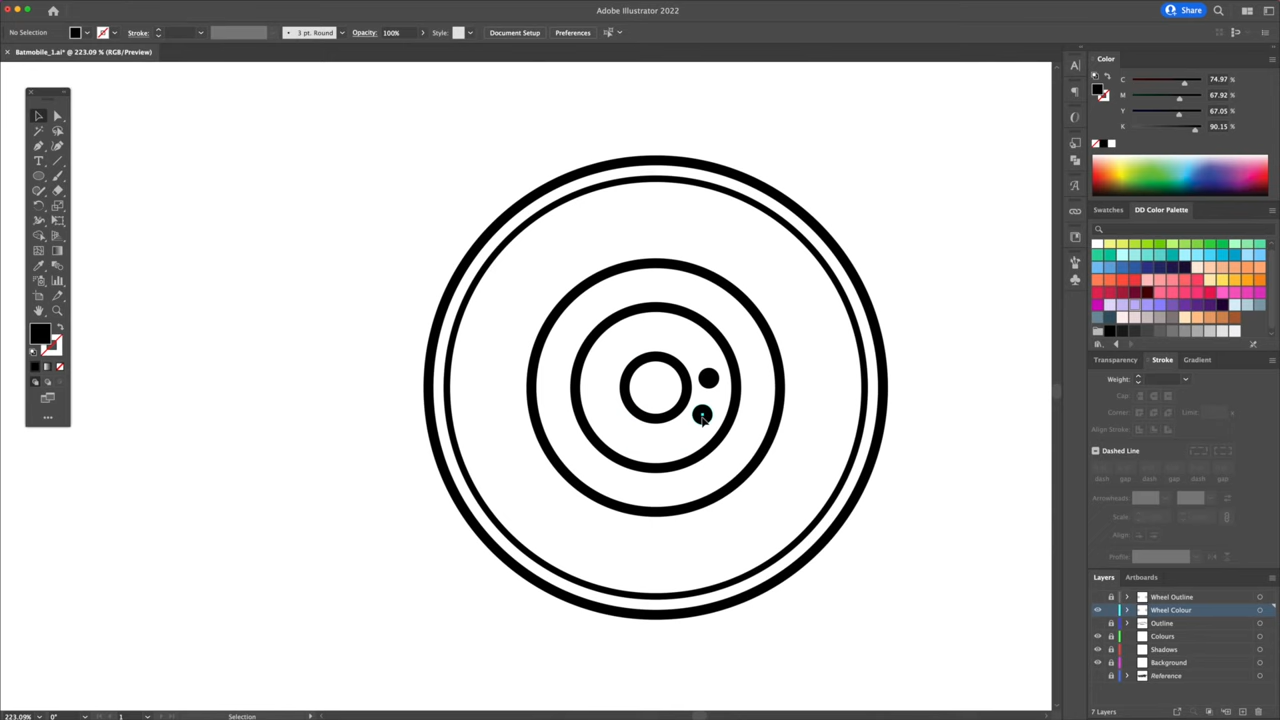 Adobe Illustrator 2022
Share
No Selection
Stroke:
3 pt. Round
Opacity: 100%
Style:
Document Setup
Preferences
Batmobile_1.ai* @ 223.09 % (RGB/Preview)
Color
C 74.97 %
M 67.92 %
Y 67.05 %
K 90.15 %
Swatches DD Color Palette
Transparency Stroke Gradient
Weight:
Cap:
Corner: Limit:
Align Stroke:
Dashed Line
dash gap dash gap dash gap
Arrowheads:
Scale:
Align:
Profile:
Layers Artboards
Wheel Outline
Wheel Colour
Outline
Colours
Shadows
Background
Reference
7 Layers
223.09% 0° 1 Selection